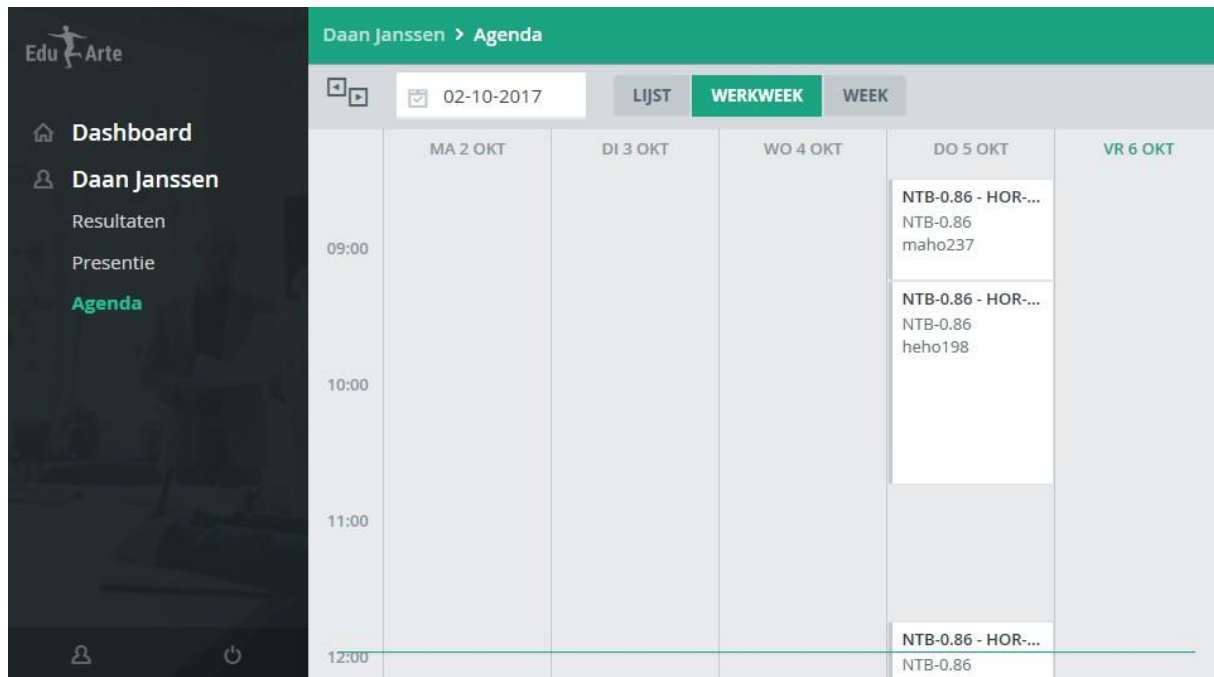 Edu Arte
Dashboard
Daan Janssen
Resultaten
Presentie
Agenda
Daan Janssen > Agenda
02-10-2017
LIJST WERKWEEK WEEK
MA 2 OKT DI 3 OKT WO 4 OKT DO 5 OKT VR 6 OKT
NTB-0.86 - HOR-...
NTB-0.86
09:00 maho237
NTB-0.86 - HOR-...
NTB-0.86
heho198
10:00
11:00
NTB-0.86 - HOR-...
12:00 NTB-0.86